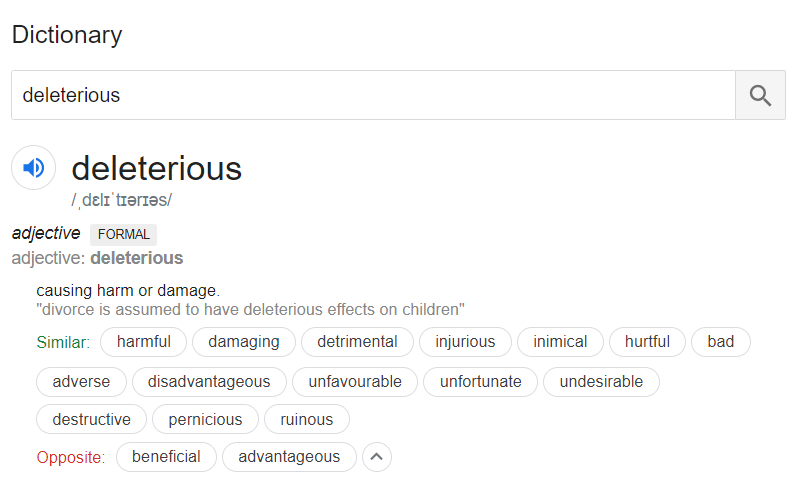 Dictionary
deleterious
deleterious
/ˌdɛlɪˈtɪərɪəs/
adjective FORMAL
adjective: deleterious
causing harm or damage.
"divorce is assumed to have deleterious effects on children"
Similar: harmful damaging detrimental injurious inimical hurtful bad
adverse disadvantageous unfavourable unfortunate undesirable
destructive pernicious ruinous
Opposite: beneficial advantageous